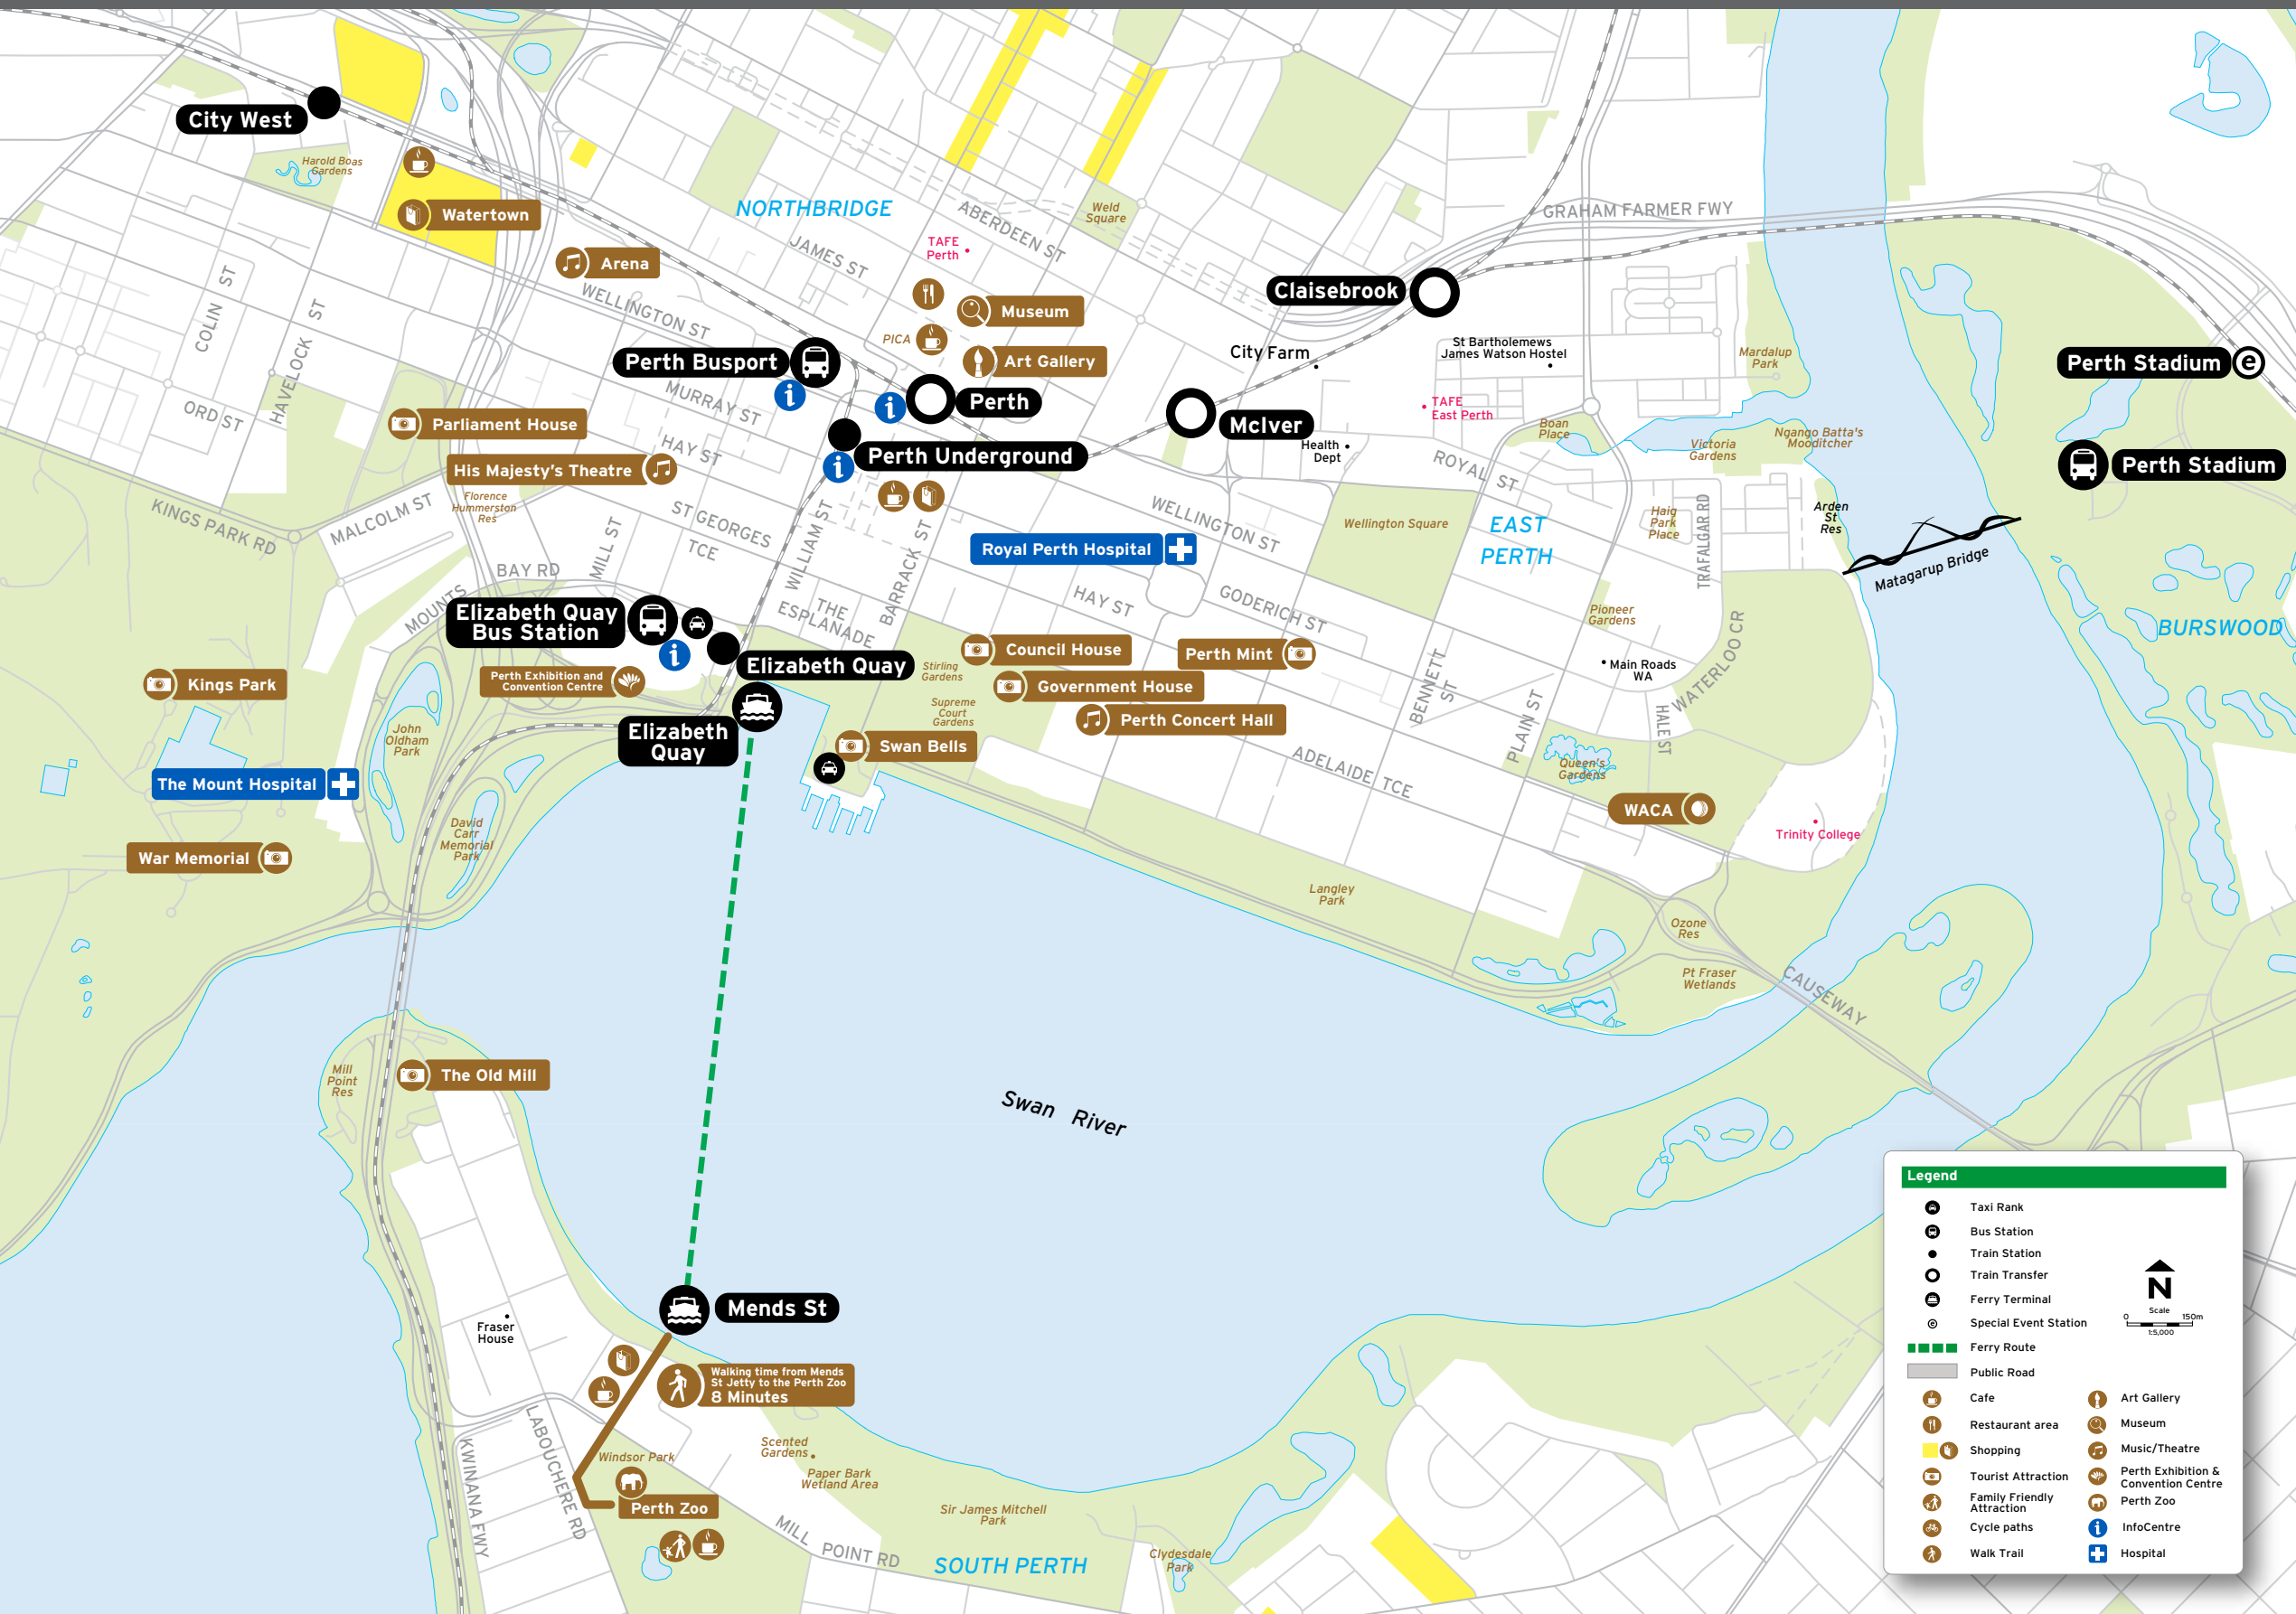 City West
Harold Boas
Gardens
Watertown
NORTHBRIDGE
ABERDEEN ST
JAMES ST
TAFE
Perth
Weld
Square
GRAHAM FARMER FWY
Arena
WELLINGTON ST
COLIN ST
HAVELOCK ST
ORD ST
Museum
PICA
Art Gallery
Claisebrook
City Farm
St Bartholemews
James Watson Hostel
Mardalup
Park
Perth Stadium
e
Perth Busport
Perth
MURRAY ST
McIver
Health
Dept
TAFE
East Perth
Boan
Place
Victoria
Gardens
Ngango Batta's
Mooditcher
Perth Stadium
Parliament House
His Majesty's Theatre
HAY ST
Perth Underground
ROYAL ST
Florence
Hummerston
Res
KINGS PARK RD
MALCOLM ST
ST GEORGES
TCE
MILL ST
WILLIAM ST
BARRACK ST
WELLINGTON ST
Wellington Square
EAST
PERTH
Haig
Park
Place
TRAFALGAR RD
Arden
St
Res
Matagarup Bridge
Royal Perth Hospital
MOUNTS
BAY RD
Elizabeth Quay
Bus Station
THE
ESPLANADE
HAY ST
GODERICH ST
Pioneer
Gardens
BURSWOOD
Elizabeth Quay
Stirling
Gardens
Council House
Perth Mint
BENNETT
ST
Main Roads
WA
WATERLOO CR
Kings Park
Perth Exhibition and
Convention Centre
Government House
Supreme
Court
Gardens
Perth Concert Hall
PLAIN ST
HALE ST
John
Oldham
Park
Elizabeth
Quay
Swan Bells
ADELAIDE TCE
Queen's
Gardens
The Mount Hospital
WACA
Trinity College
David
Carr
Memorial
Park
War Memorial
Langley
Park
Ozone
Res
Pt Fraser
Wetlands
CAUSEWAY
Mill
Point
Res
The Old Mill
Swan River
Mends St
Fraser
House
Walking time from Mends
St Jetty to the Perth Zoo
8 Minutes
LABOUCHERE RD
KWINANA FWY
Windsor Park
Scented
Gardens
Paper Bark
Wetland Area
Perth Zoo
MILL POINT RD
Sir James Mitchell
Park
SOUTH PERTH
Clydesdale
Park
Legend
Taxi Rank
Bus Station
Train Station
Train Transfer
Ferry Terminal
Special Event Station
Ferry Route
Public Road
N
Scale
0 150m
1:5,000
Cafe
Restaurant area
Shopping
Tourist Attraction
Family Friendly
Attraction
Cycle paths
Walk Trail
Art Gallery
Museum
Music/Theatre
Perth Exhibition &
Convention Centre
Perth Zoo
InfoCentre
Hospital